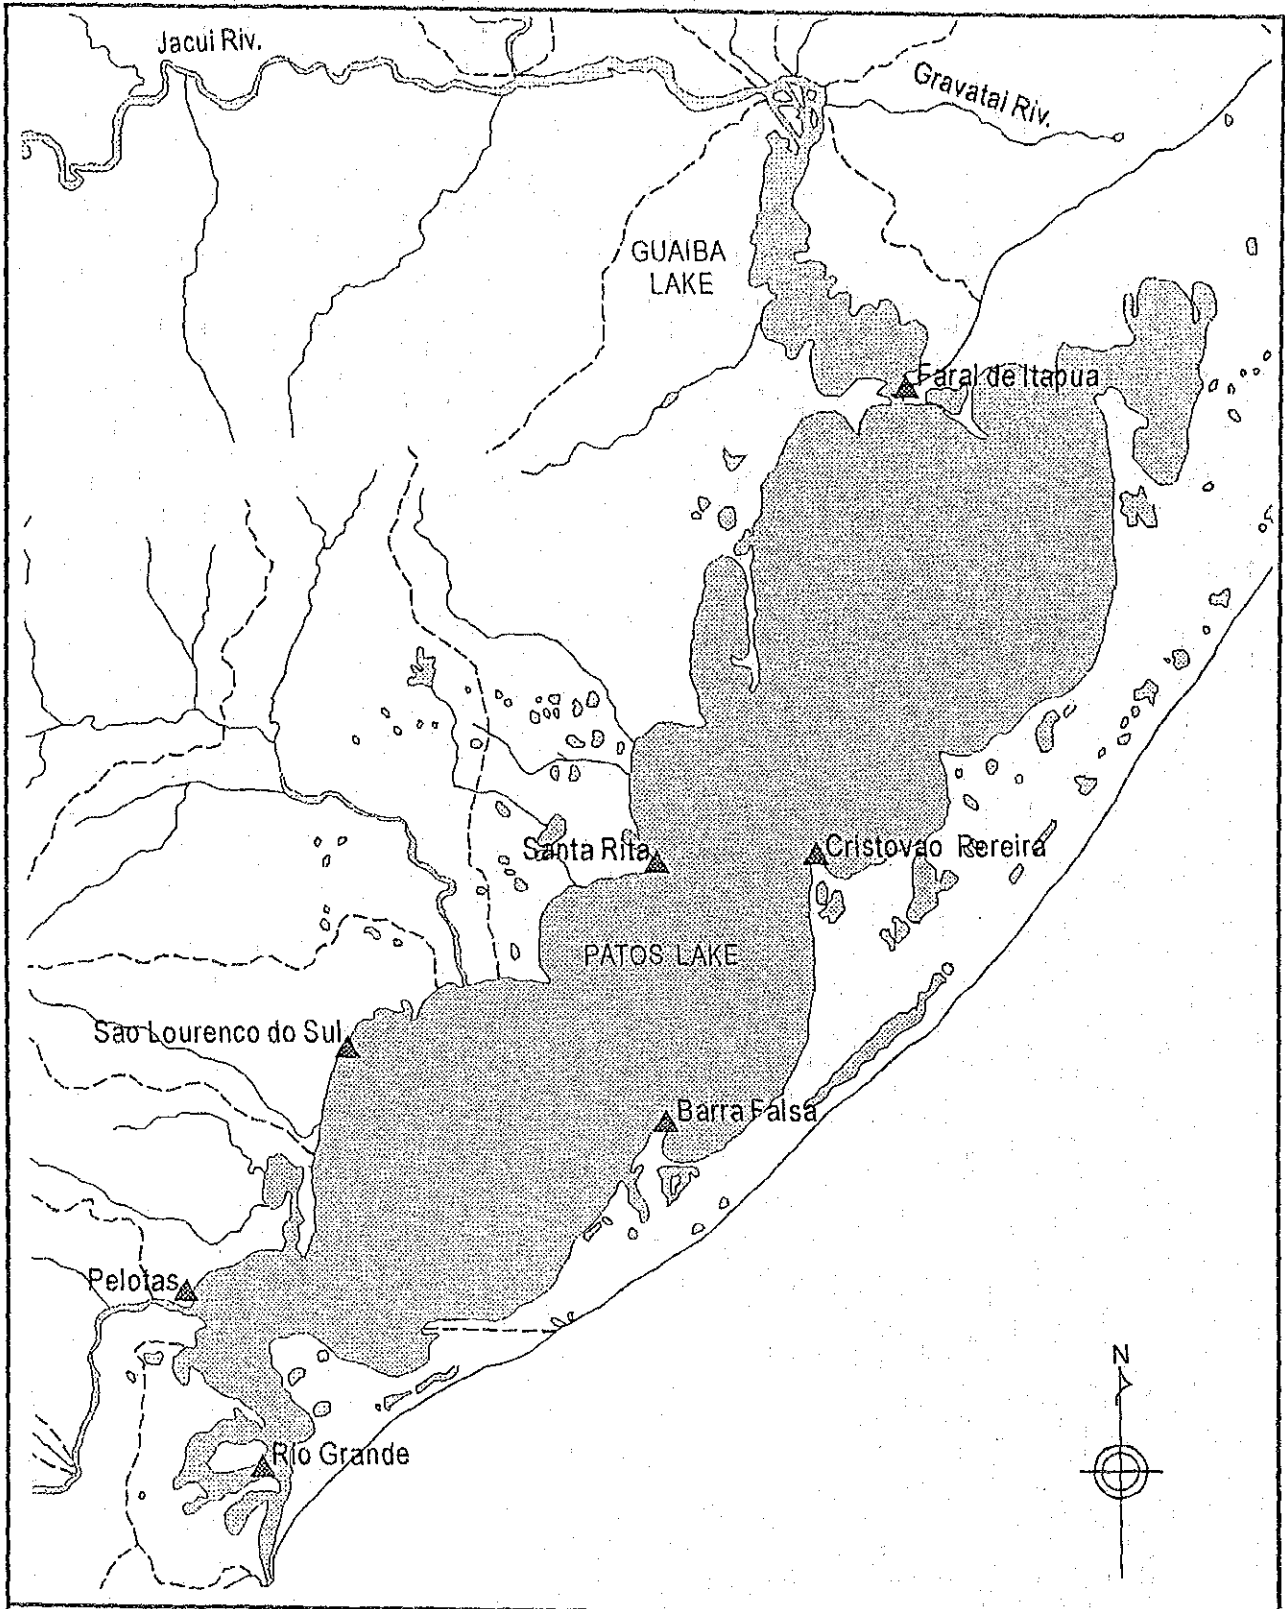 Jacui Riv.
Gravatai Riv.
GUAIBA
LAKE
Faral de Itapua
Santa Rita
Cristovao Pereira
PATOS LAKE
Sao Lourenco do Sul
Barra Falsa
Pelotas
N
Rio Grande